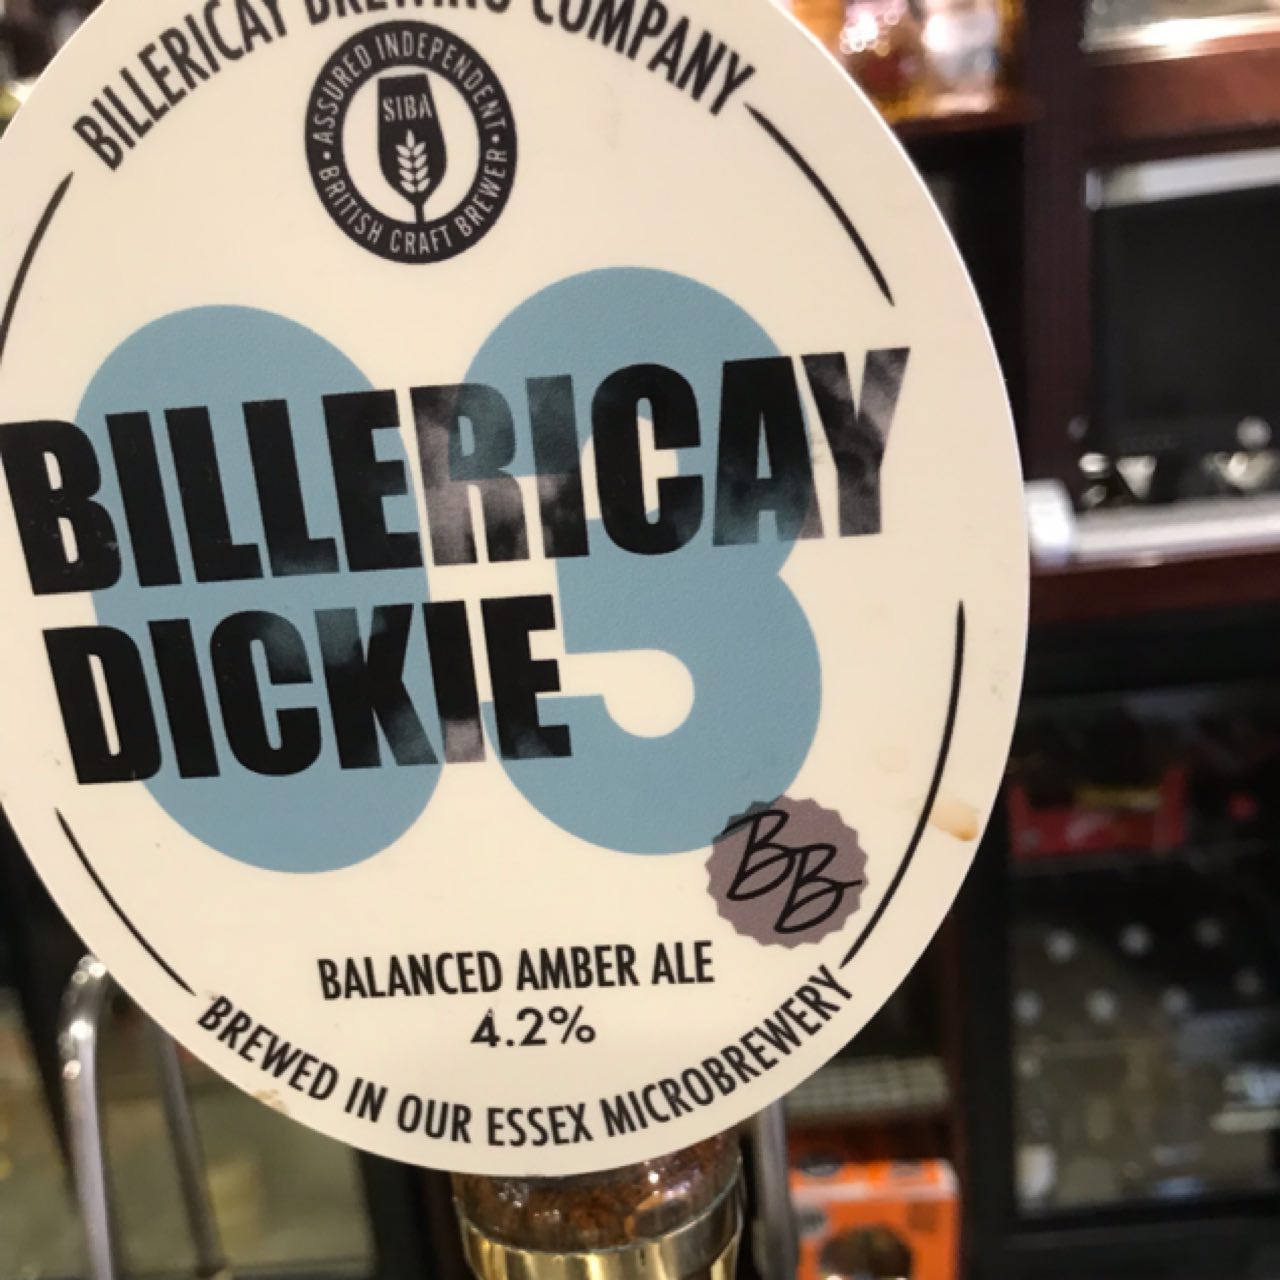 BILLERICAY BREWING COMPANY
ASSURED INDEPENDENT
SIBA
BRITISH CRAFT BREWER
03
BILLERICAY
DICKIE
BB
BALANCED AMBER ALE
4.2%
BREWED IN OUR ESSEX MICROBREWERY